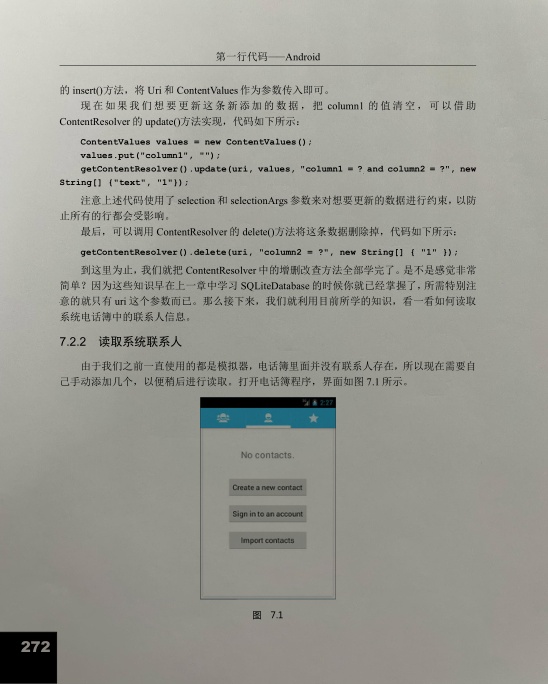 第一行代码——Android
的 insert()方法，将 Uri 和 ContentValues 作为参数传入即可。
现在如果我们想要更新这条新添加的数据，把 column1 的值清空，可以借助
ContentResolver 的 update()方法实现，代码如下所示：
ContentValues values = new ContentValues();
values.put("column1", "");
getContentResolver().update(uri, values, "column1 = ? and column2 = ?", new
String[] {"text", "1"});
注意上述代码使用了 selection 和 selectionArgs 参数来对想要更新的数据进行约束，以防
止所有的行都会受影响。
最后，可以调用 ContentResolver 的 delete()方法将这条数据删除掉，代码如下所示：
getContentResolver().delete(uri, "column2 = ?", new String[] { "1" });
到这里为止，我们就把 ContentResolver 中的增删改查方法全部学完了。是不是感觉非常
简单？因为这些知识早在上一章中学习 SQLiteDatabase 的时候你就已经掌握了，所需特别注
意的就只有 uri 这个参数而已。那么接下来，我们就利用目前所学的知识，看一看如何读取
系统电话簿中的联系人信息。
7.2.2 读取系统联系人
由于我们之前一直使用的都是模拟器，电话簿里面并没有联系人存在，所以现在需要自
己手动添加几个，以便稍后进行读取。打开电话簿程序，界面如图 7.1 所示。
2:27
No contacts.
Create a new contact
Sign in to an account
Import contacts
图 7.1
272